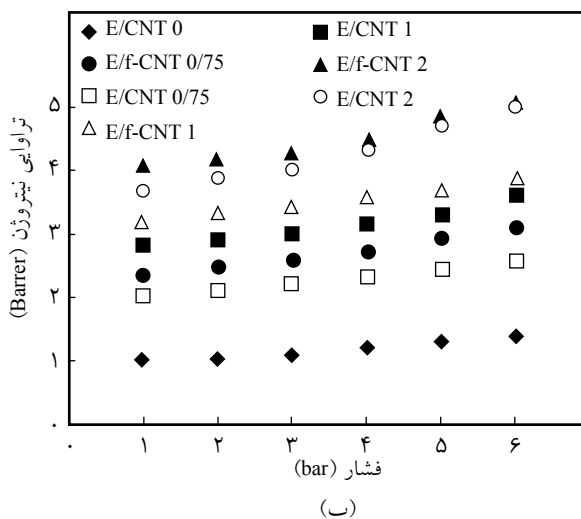 E/CNT 0
E/CNT 1
E/f-CNT 0/75
E/f-CNT 2
E/CNT 0/75
E/CNT 2
E/f-CNT 1
تراوایی نیتروژن (Barrer)
۵
۴
۳
۲
۱
۰
۰ ۱ ۲ ۳ ۴ ۵ ۶
فشار (bar)
(ب)